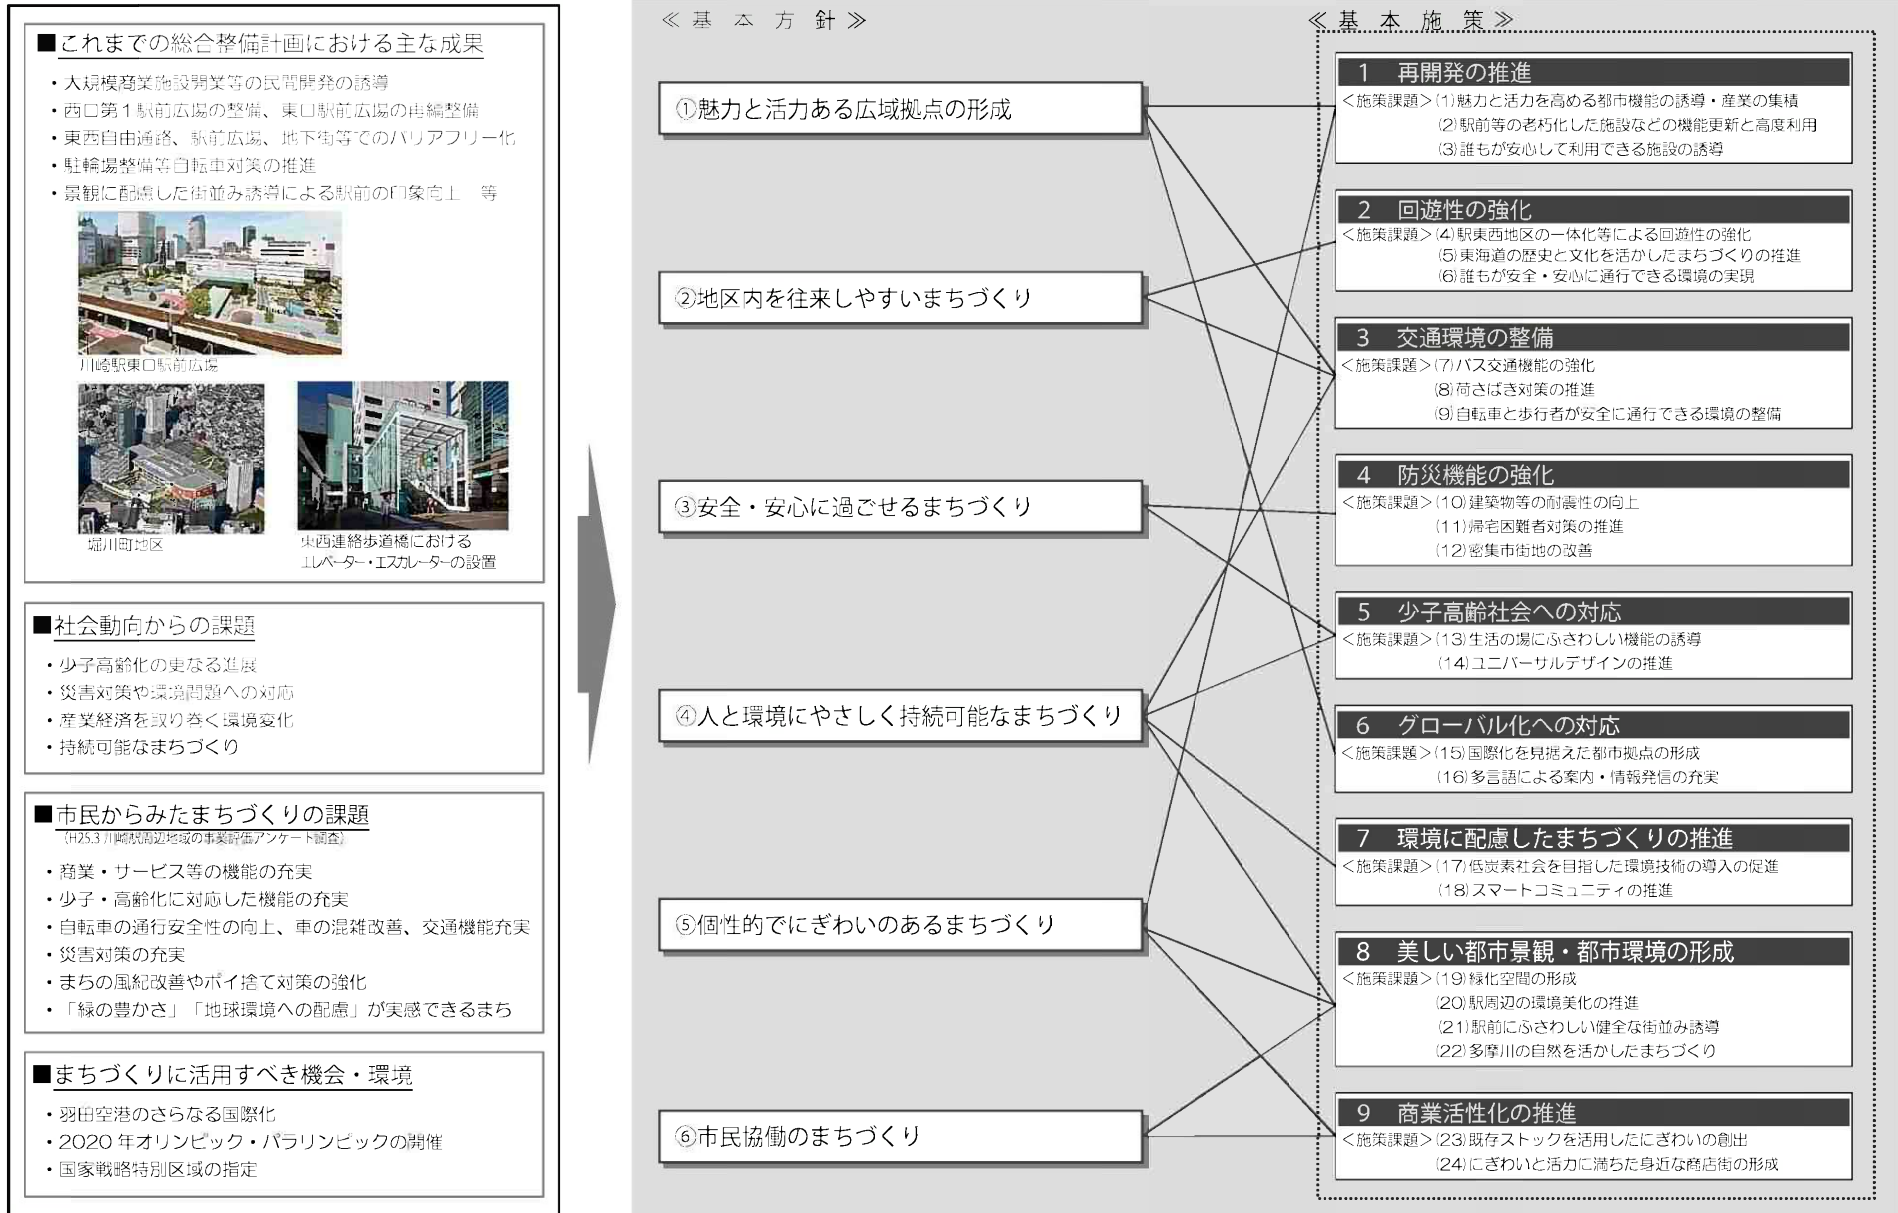 ■これまでの総合整備計画における主な成果
・大規模商業施設開業等の民間開発の誘導
・西口第1駅前広場の整備、東口駅前広場の再編整備
・東西自由通路、駅前広場、地下街等でのバリアフリー化
・駐輪場整備等自転車対策の推進
・景観に配慮した街並み誘導による駅前の印象向上 等
川崎駅東口駅前広場
堀川町地区
東西連絡歩道橋における
エレベーター・エスカレーターの設置
■社会動向からの課題
・少子高齢化の更なる進展
・災害対策や環境問題への対応
・産業経済を取り巻く環境変化
・持続可能なまちづくり
■市民からみたまちづくりの課題
(H25.3 川崎駅周辺地域の事業評価アンケート調査)
・商業・サービス等の機能の充実
・少子・高齢化に対応した機能の充実
・自転車の通行安全性の向上、車の混雑改善、交通機能充実
・災害対策の充実
・まちの風紀改善やポイ捨て対策の強化
・「緑の豊かさ」「地球環境への配慮」が実感できるまち
■まちづくりに活用すべき機会・環境
・羽田空港のさらなる国際化
・2020年オリンピック・パラリンピックの開催
・国家戦略特別区域の指定
≪基本方針≫
①魅力と活力ある広域拠点の形成
②地区内を往来しやすいまちづくり
③安全・安心に過ごせるまちづくり
④人と環境にやさしく持続可能なまちづくり
⑤個性的でにぎわいのあるまちづくり
⑥市民協働のまちづくり
≪基本施策≫
1 再開発の推進
<施策課題>(1)魅力と活力を高める都市機能の誘導・産業の集積
(2)駅前等の老朽化した施設などの機能更新と高度利用
(3)誰もが安心して利用できる施設の誘導
2 回遊性の強化
<施策課題>(4)駅東西地区の一体化等による回遊性の強化
(5)東海道の歴史と文化を活かしたまちづくりの推進
(6)誰もが安全・安心に通行できる環境の実現
3 交通環境の整備
<施策課題>(7)バス交通機能の強化
(8)荷さばき対策の推進
(9)自転車と歩行者が安全に通行できる環境の整備
4 防災機能の強化
<施策課題>(10)建築物等の耐震性の向上
(11)帰宅困難者対策の推進
(12)密集市街地の改善
5 少子高齢社会への対応
<施策課題>(13)生活の場にふさわしい機能の誘導
(14)ユニバーサルデザインの推進
6 グローバル化への対応
<施策課題>(15)国際化を見据えた都市拠点の形成
(16)多言語による案内・情報発信の充実
7 環境に配慮したまちづくりの推進
<施策課題>(17)低炭素社会を目指した環境技術の導入の促進
(18)スマートコミュニティの推進
8 美しい都市景観・都市環境の形成
<施策課題>(19)緑化空間の形成
(20)駅周辺の環境美化の推進
(21)駅前にふさわしい健全な街並み誘導
(22)多摩川の自然を活かしたまちづくり
9 商業活性化の推進
<施策課題>(23)既存ストックを活用したにぎわいの創出
(24)にぎわいと活力に満ちた身近な商店街の形成